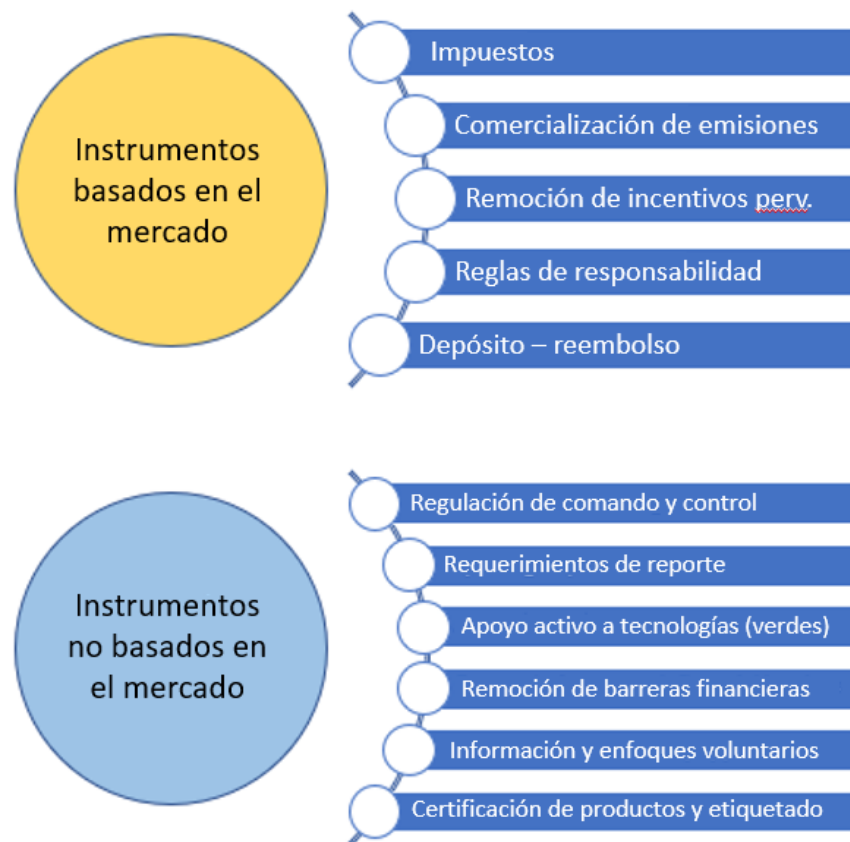 Instrumentos
basados en el
mercado
Impuestos
Comercialización de emisiones
Remoción de incentivos perv.
Reglas de responsabilidad
Depósito – reembolso
Instrumentos
no basados en
el mercado
Regulación de comando y control
Requerimientos de reporte
Apoyo activo a tecnologías (verdes)
Remoción de barreras financieras
Información y enfoques voluntarios
Certificación de productos y etiquetado